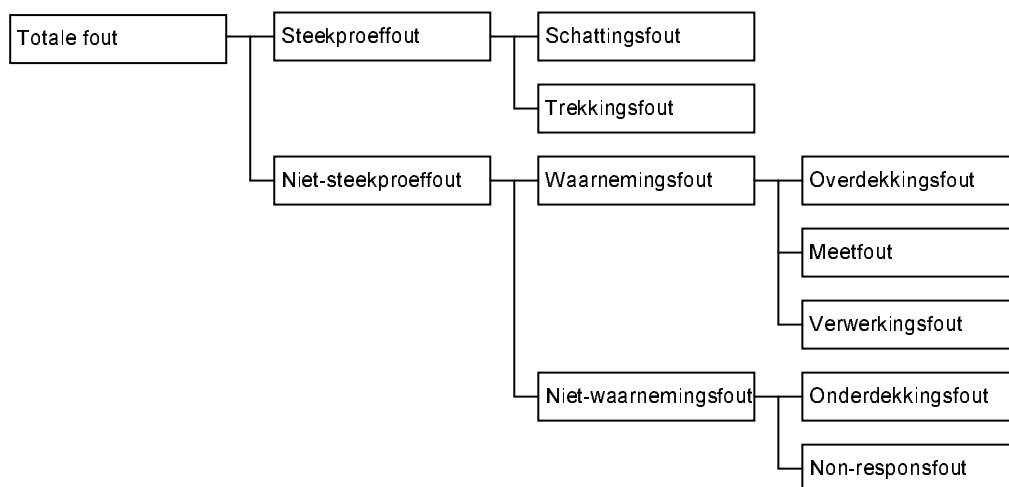 Totale fout
Steekproeffout
Schattingsfout
Trekkingsfout
Niet-steekproeffout
Waarnemingsfout
Overdekkingsfout
Meetfout
Verwerkingsfout
Niet-waarnemingsfout
Onderdekkingsfout
Non-responsfout